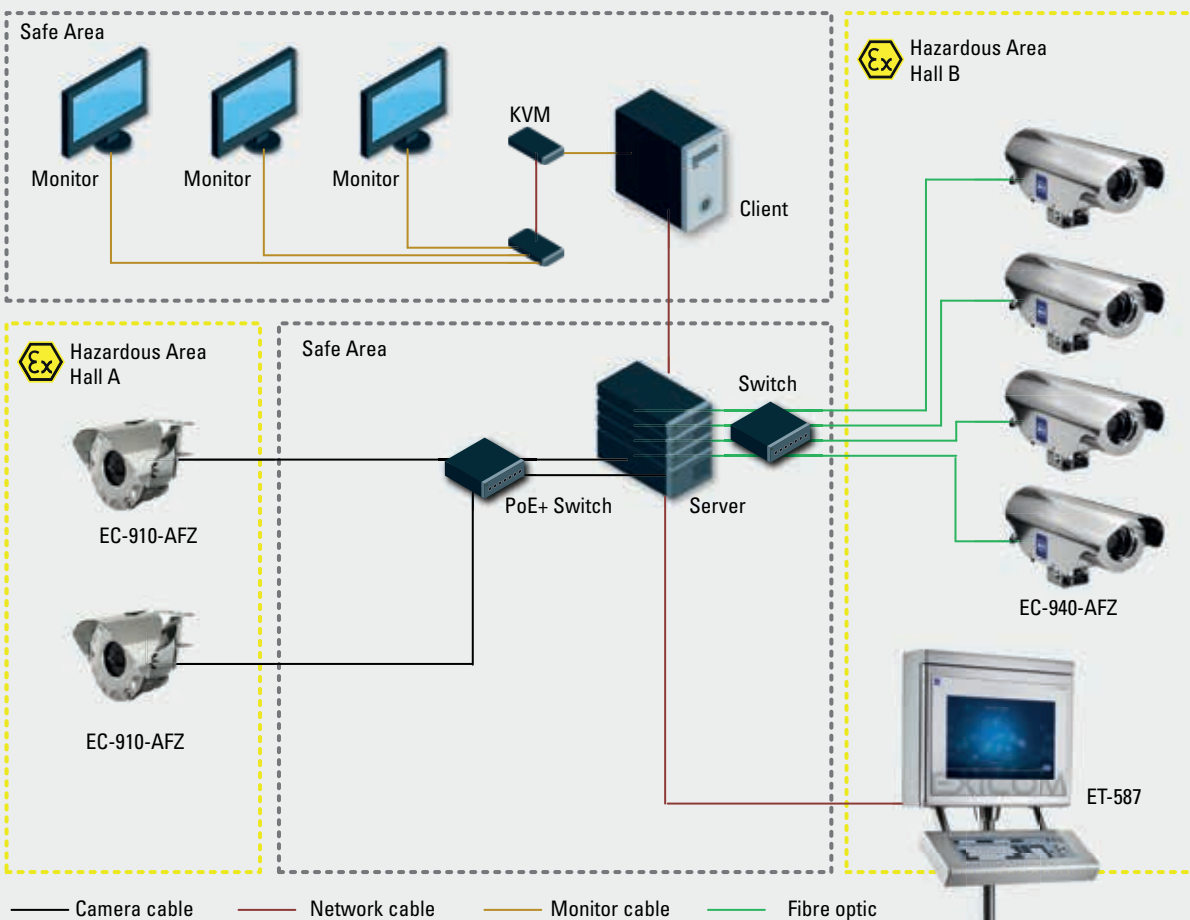 Safe Area
Monitor
Monitor
Monitor
KVM
Client
Ex Hazardous Area
Hall B
Ex Hazardous Area
Hall A
EC-910-AFZ
EC-910-AFZ
Safe Area
PoE+ Switch
Server
Switch
EC-940-AFZ
EXICOM
ET-587
Camera cable
Network cable
Monitor cable
Fibre optic